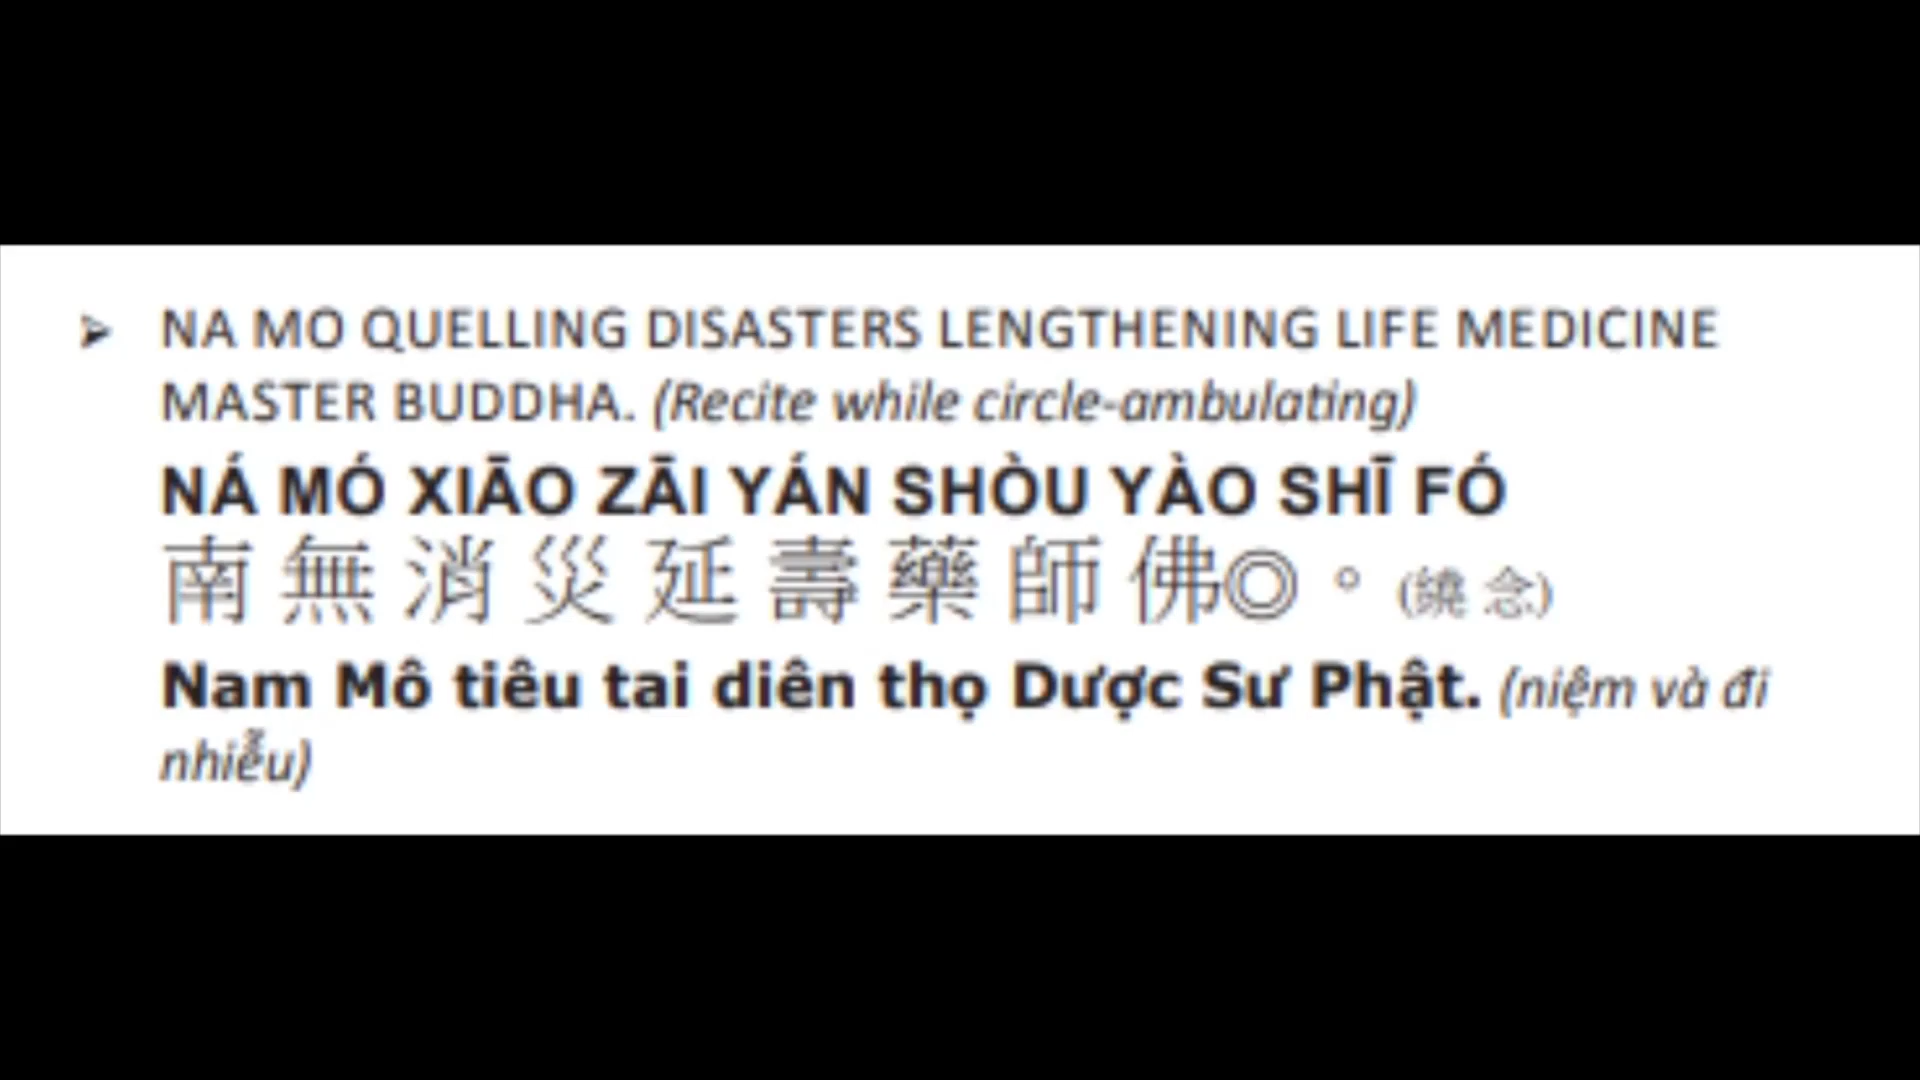 ➢ NA MO QUELLING DISASTERS LENGTHENING LIFE MEDICINE
MASTER BUDDHA. (Recite while circle-ambulating)
NÁ MÓ XIĀO ZĀI YÁN SHÒU YÀO SHĪ FÓ
南 無 消 災 延 壽 藥 師 佛◎。(繞 念)
Nam Mô tiêu tai diên thọ Dược Sư Phật. (niệm và đi
nhiễu)